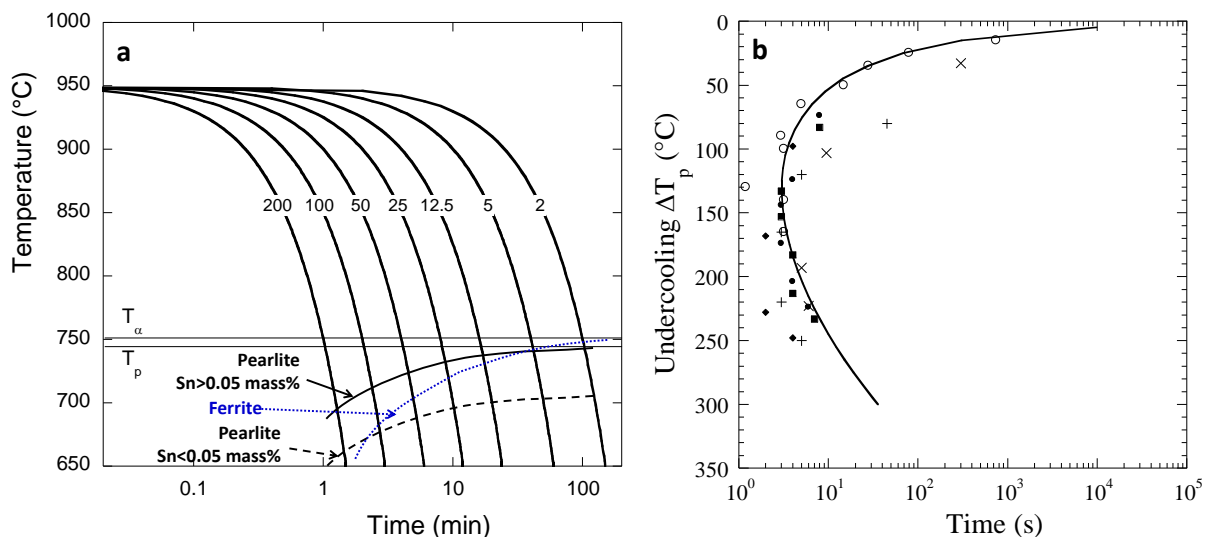 a
1000
950
900
850
800
750
700
650
Temperature (°C)
200 100 50 25 12.5 5 2
T_α
T_p
Pearlite
Sn>0.05 mass%
Ferrite
Pearlite
Sn<0.05 mass%
0.1 1 10 100
Time (min)
b
0
50
100
150
200
250
300
350
Undercooling ΔT_p (°C)
10^0 10^1 10^2 10^3 10^4 10^5
Time (s)